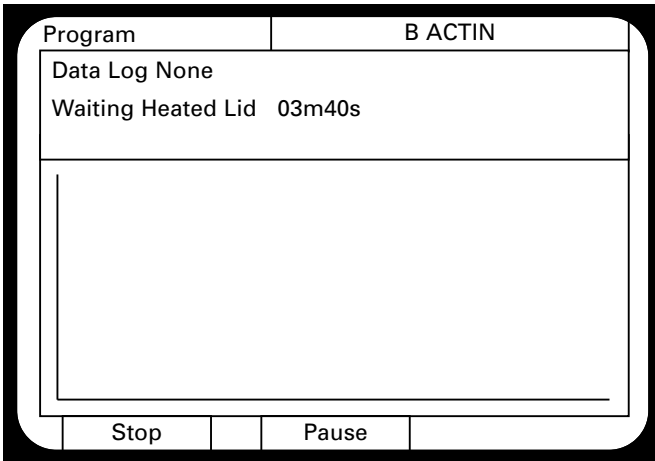 Program B ACTIN
Data Log None
Waiting Heated Lid 03m40s
Stop Pause